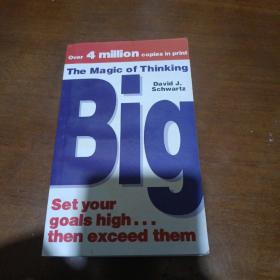 Over 4 million copies in print
The Magic of Thinking
David J.
Schwartz
Big
Set your
goals high...
then exceed them